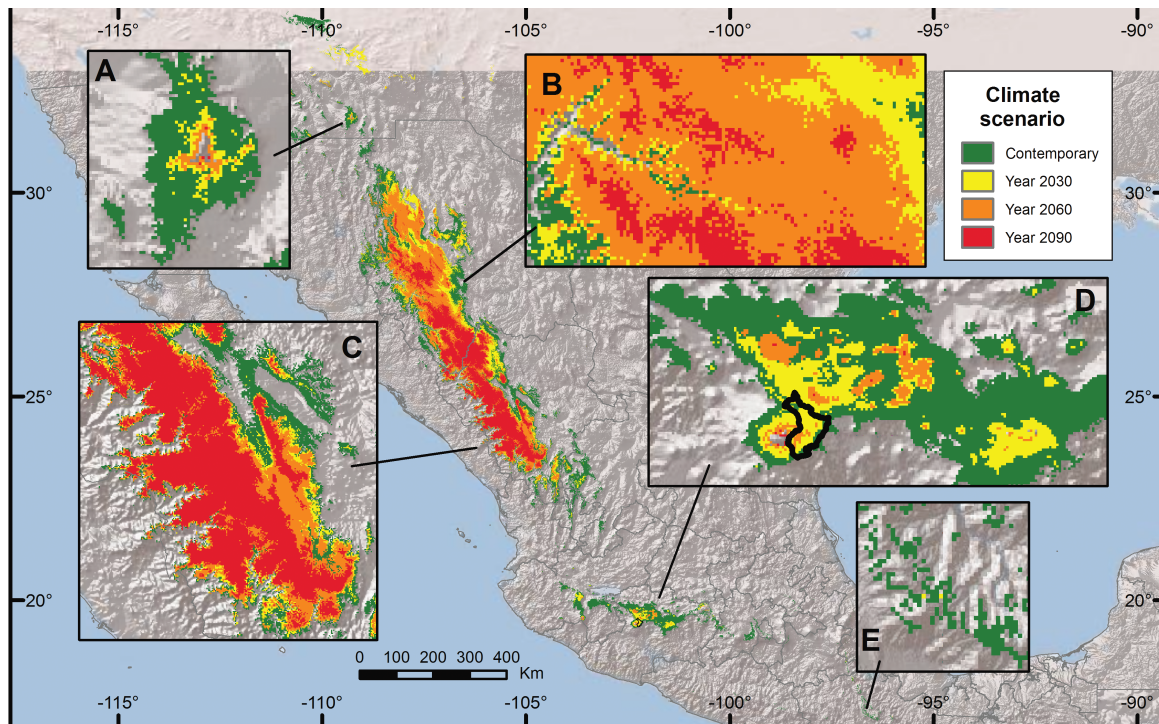 -115° -110° -105° -100° -95° -90°
A
B
Climate
scenario
Contemporary
Year 2030
Year 2060
Year 2090
30° 30°
C
D
25° 25°
E
20° 20°
0 100 200 300 400
Km
-115° -110° -105° -100° -95° -90°